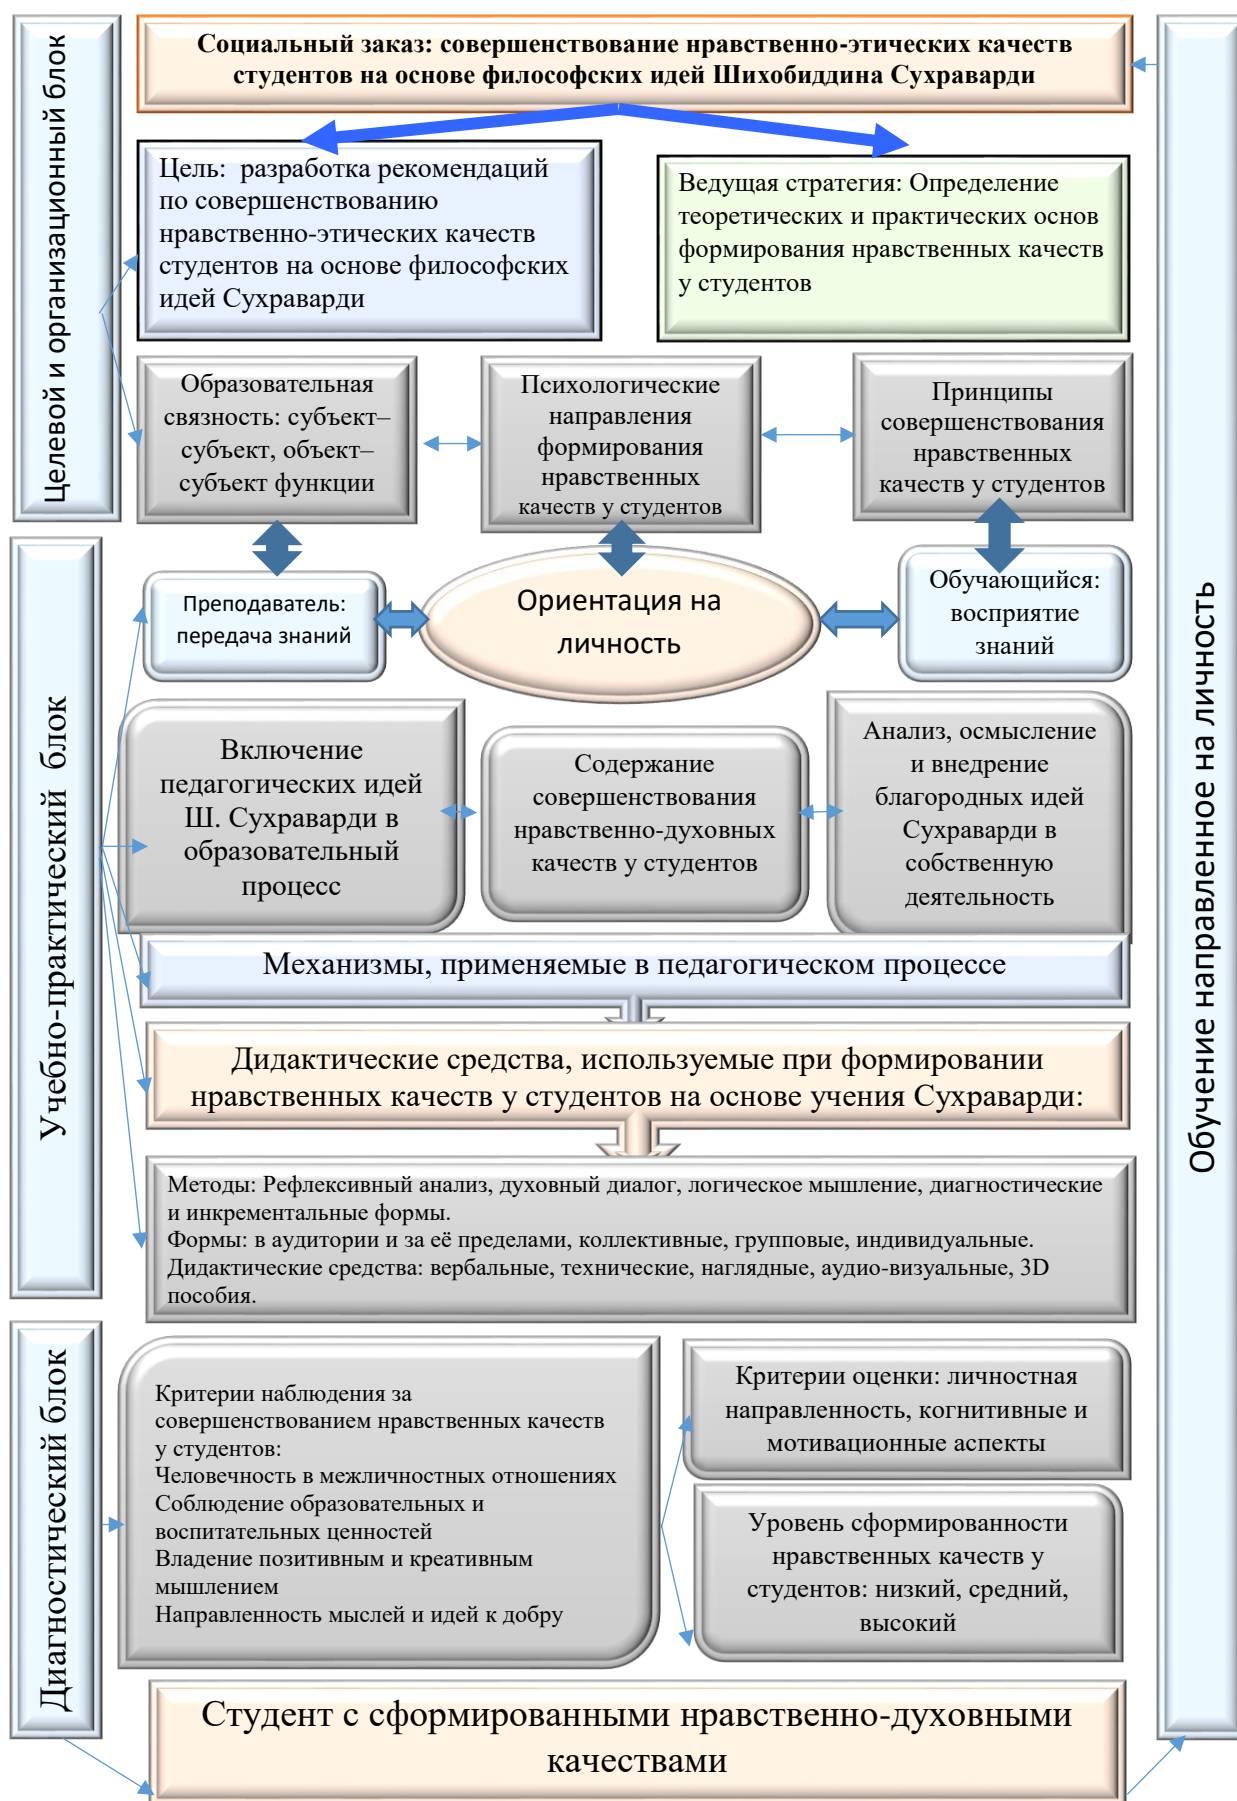 Целевой и организационный блок
Социальный заказ: совершенствование нравственно-этических качеств
студентов на основе философских идей Шихобиддина Сухраварди
Цель: разработка рекомендаций
по совершенствованию
нравственно-этических качеств
студентов на основе философских
идей Сухраварди
Ведущая стратегия: Определение
теоретических и практических основ
формирования нравственных качеств
у студентов
Образовательная
связность: субъект–
субъект, объект–
субъект функции
Психологические
направления
формирования
нравственных
качеств у студентов
Принципы
совершенствования
нравственных
качеств у студентов
Учебно-практический блок
Преподаватель:
передача знаний
Ориентация на
личность
Обучающийся:
восприятие
знаний
Включение
педагогических идей
Ш. Сухраварди в
образовательный
процесс
Содержание
совершенствования
нравственно-духовных
качеств у студентов
Анализ, осмысление
и внедрение
благородных идей
Сухраварди в
собственную
деятельность
Механизмы, применяемые в педагогическом процессе
Дидактические средства, используемые при формировании
нравственных качеств у студентов на основе учения Сухраварди:
Методы: Рефлексивный анализ, духовный диалог, логическое мышление, диагностические
и инкрементальные формы.
Формы: в аудитории и за её пределами, коллективные, групповые, индивидуальные.
Дидактические средства: вербальные, технические, наглядные, аудио-визуальные, 3D
пособия.
Диагностический блок
Критерии наблюдения за
совершенствованием нравственных качеств
у студентов:
Человечность в межличностных отношениях
Соблюдение образовательных и
воспитательных ценностей
Владение позитивным и креативным
мышлением
Направленность мыслей и идей к добру
Критерии оценки: личностная
направленность, когнитивные и
мотивационные аспекты
Уровень сформированности
нравственных качеств у
студентов: низкий, средний,
высокий
Студент с сформированными нравственно-духовными
качествами
Обучение направленное на личность